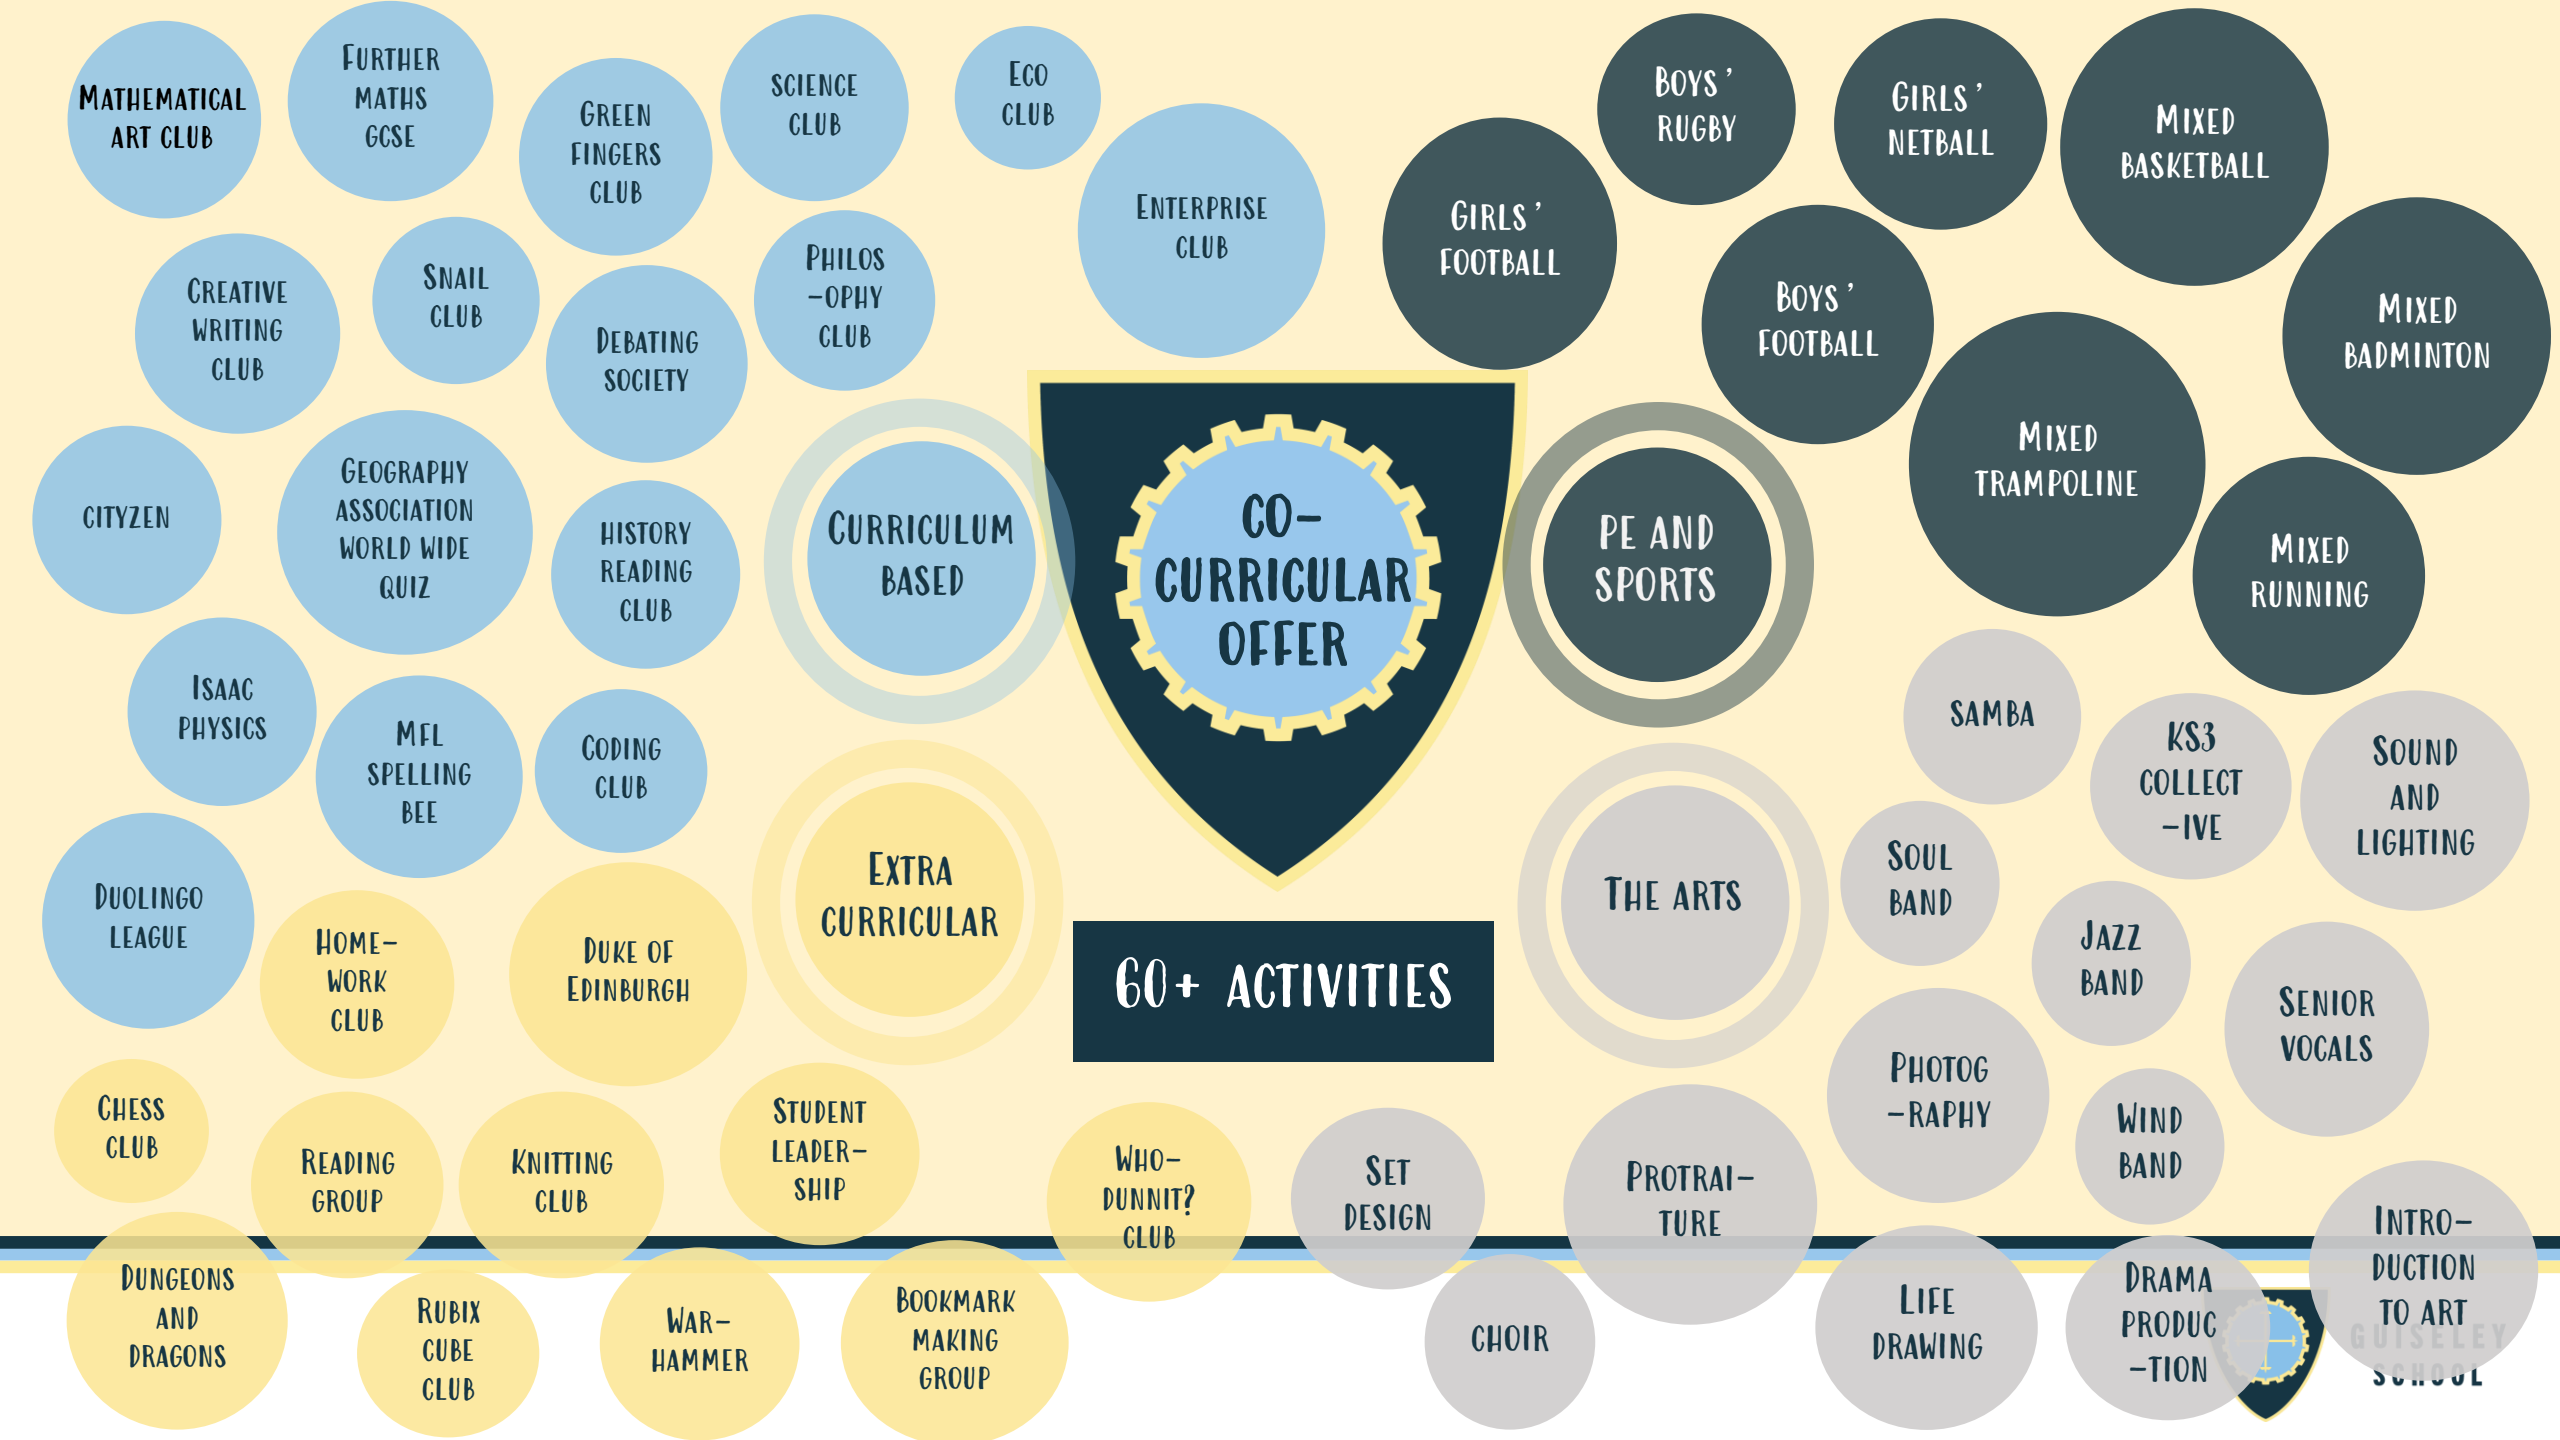 MATHEMATICAL
ART CLUB
FURTHER
MATHS
GCSE
GREEN
FINGERS
CLUB
SCIENCE
CLUB
ECO
CLUB
ENTERPRISE
CLUB
CREATIVE
WRITING
CLUB
SNAIL
CLUB
DEBATING
SOCIETY
PHILOS
-OPHY
CLUB
CITYZEN
GEOGRAPHY
ASSOCIATION
WORLD WIDE
QUIZ
HISTORY
READING
CLUB
CURRICULUM
BASED
ISAAC
PHYSICS
MFL
SPELLING
BEE
CODING
CLUB
DUOLINGO
LEAGUE
CO-
CURRICULAR
OFFER
60+ ACTIVITIES
GIRLS'
FOOTBALL
BOYS'
RUGBY
GIRLS'
NETBALL
MIXED
BASKETBALL
BOYS'
FOOTBALL
MIXED
BADMINTON
MIXED
TRAMPOLINE
MIXED
RUNNING
PE AND
SPORTS
EXTRA
CURRICULAR
HOME-
WORK
CLUB
DUKE OF
EDINBURGH
CHESS
CLUB
READING
GROUP
KNITTING
CLUB
STUDENT
LEADER-
SHIP
WHO-
DUNNIT?
CLUB
DUNGEONS
AND
DRAGONS
RUBIX
CUBE
CLUB
WAR-
HAMMER
BOOKMARK
MAKING
GROUP
THE ARTS
SAMBA
KS3
COLLECT
-IVE
SOUND
AND
LIGHTING
SOUL
BAND
JAZZ
BAND
SENIOR
VOCALS
PHOTOG
-RAPHY
WIND
BAND
SET
DESIGN
PROTRAI-
TURE
CHOIR
LIFE
DRAWING
DRAMA
PRODUC
-TION
INTRO-
DUCTION
TO ART
GUISELEY
SCHOOL